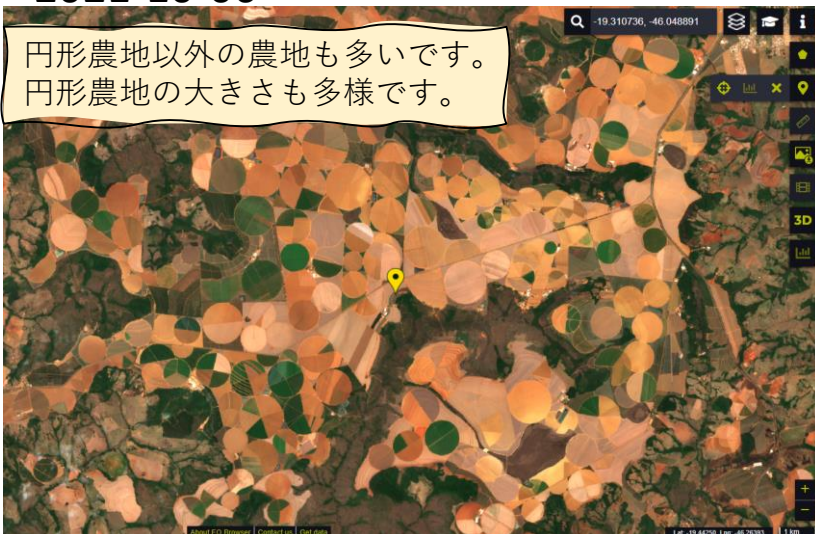 -19.310736, -46.048891
円形農地以外の農地も多いです。
円形農地の大きさも多様です。
3D
About EO Browser | Contact us | Get data
1 km